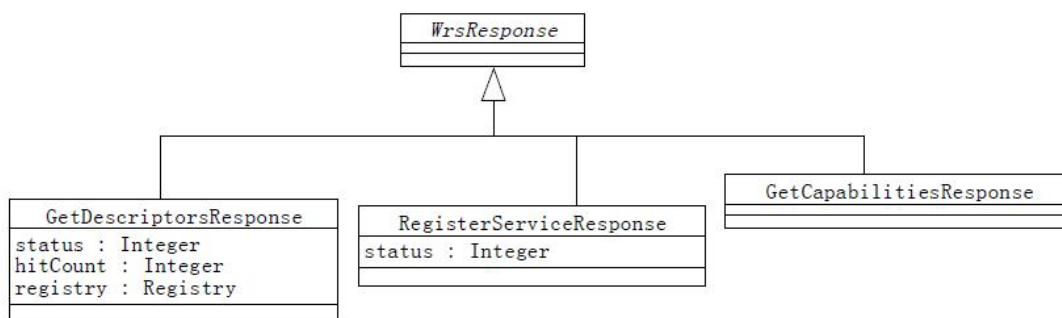 WrsResponse
GetDescriptorsResponse
status : Integer
hitCount : Integer
registry : Registry
RegisterServiceResponse
status : Integer
GetCapabilitiesResponse